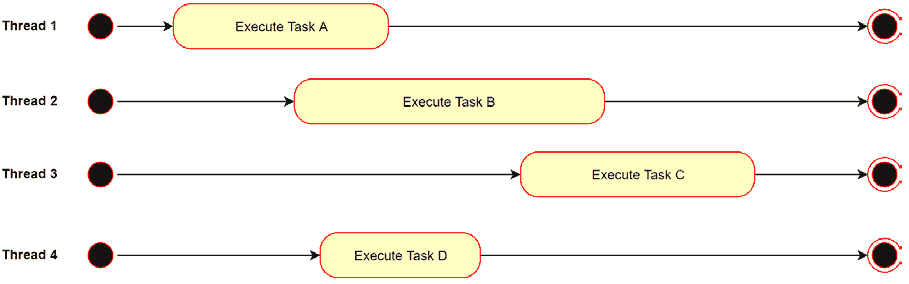 Thread 1 Execute Task A
Thread 2 Execute Task B
Thread 3 Execute Task C
Thread 4 Execute Task D